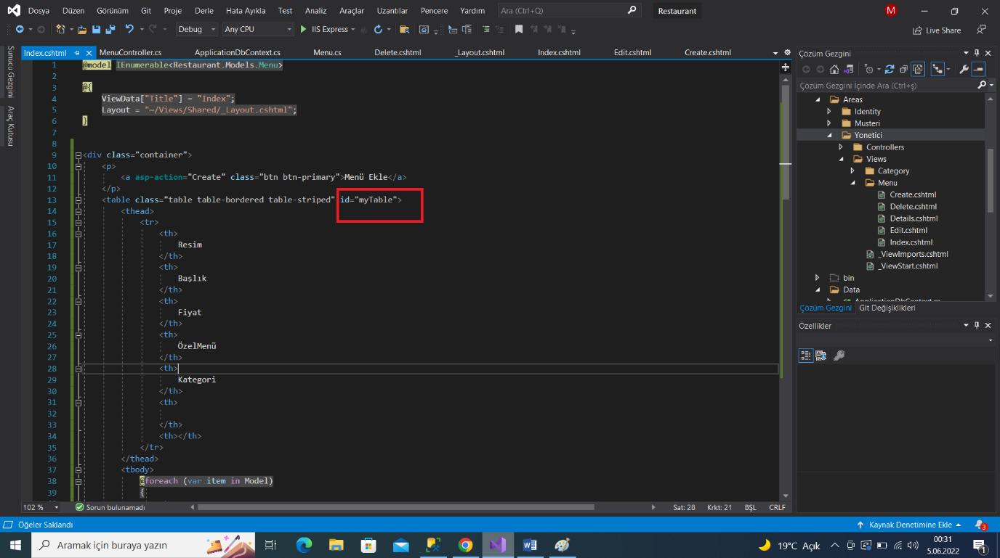 Dosya Düzen Görünüm Git Proje Derle Hata Ayıkla Test Analiz Araçlar Uzantılar Pencere Yardım Ara (Ctrl+Q) Restaurant M
Debug Any CPU IIS Express Live Share
Sunucu Gezgini
Araç Kutusu
Index.cshtml MenuController.cs ApplicationDbContext.cs Menu.cs Delete.cshtml _Layout.cshtml Index.cshtml Edit.cshtml Create.cshtml
1 @model IEnumerable<Restaurant.Models.Menu>
2
3 @{
4 ViewData["Title"] = "Index";
5 Layout = "~/Views/Shared/_Layout.cshtml";
6 }
7
8
9 <div class="container">
10 <p>
11 <a asp-action="Create" class="btn btn-primary">Menü Ekle</a>
12 </p>
13 <table class="table table-bordered table-striped" id="myTable">
14 <thead>
15 <tr>
16 <th>
17 Resim
18 </th>
19 <th>
20 Başlık
21 </th>
22 <th>
23 Fiyat
24 </th>
25 <th>
26 ÖzelMenü
27 </th>
28 <th>
29 Kategori
30 </th>
31 <th>
32
33 </th>
34 <th></th>
35 </tr>
36 </thead>
37 <tbody>
38 @foreach (var item in Model)
39 {
102 % Sorun bulunamadı Sat: 28 Krkt: 21 BŞL CRLF
Çözüm Gezgini
Çözüm Gezgini İçinde Ara (Ctrl+ş)
Areas
Identity
Musteri
Yonetici
Controllers
Views
Category
Menu
Create.cshtml
Delete.cshtml
Details.cshtml
Edit.cshtml
Index.cshtml
_ViewImports.cshtml
_ViewStart.cshtml
bin
Data
ApplicationDbContext.cs
Çözüm Gezgini Git Değişiklikleri
Özellikler
Öğeler Saklandı Kaynak Denetimine Ekle 3
Aramak için buraya yazın 19°C Açık 00:31
5.06.2022 1